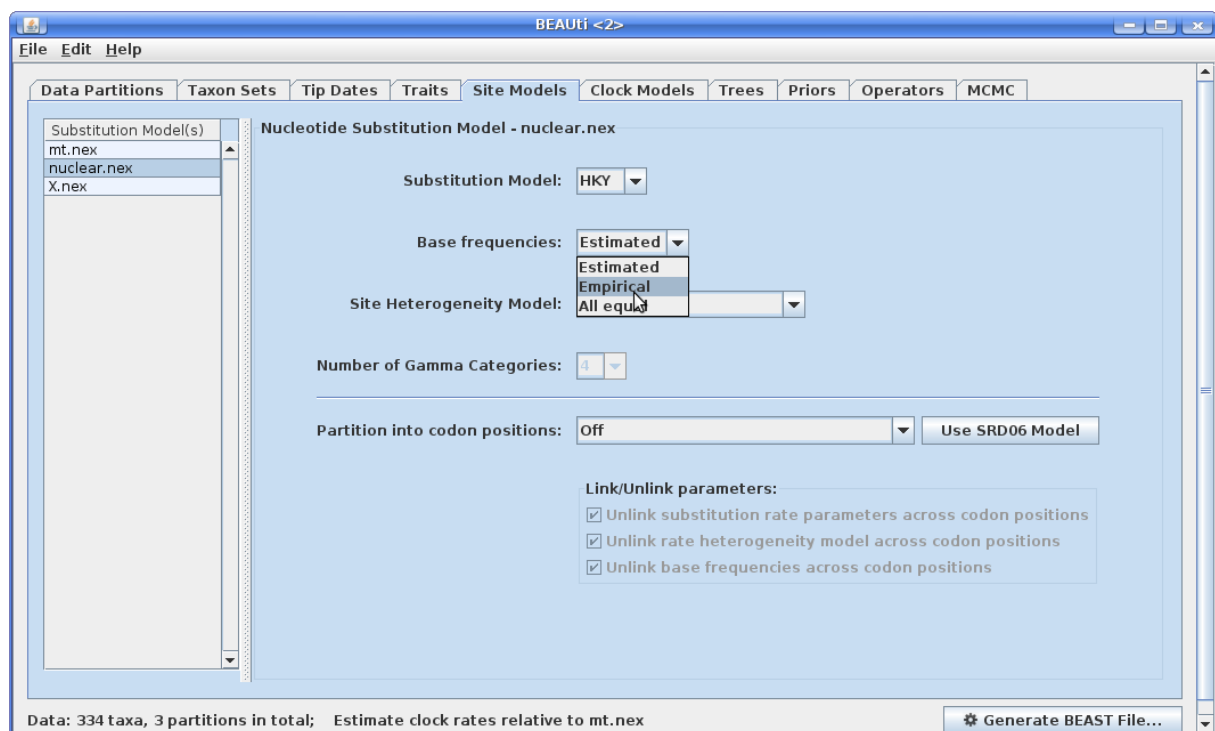 BEAUti <2>
File Edit Help
Data Partitions Taxon Sets Tip Dates Traits Site Models Clock Models Trees Priors Operators MCMC
Substitution Model(s)
mt.nex
nuclear.nex
X.nex
Nucleotide Substitution Model - nuclear.nex
Substitution Model: HKY
Base frequencies: Estimated
Estimated
Empirical
Site Heterogeneity Model:
All equal
Number of Gamma Categories: 4
Partition into codon positions: Off Use SRD06 Model
Link/Unlink parameters:
Unlink substitution rate parameters across codon positions
Unlink rate heterogeneity model across codon positions
Unlink base frequencies across codon positions
Data: 334 taxa, 3 partitions in total; Estimate clock rates relative to mt.nex Generate BEAST File...